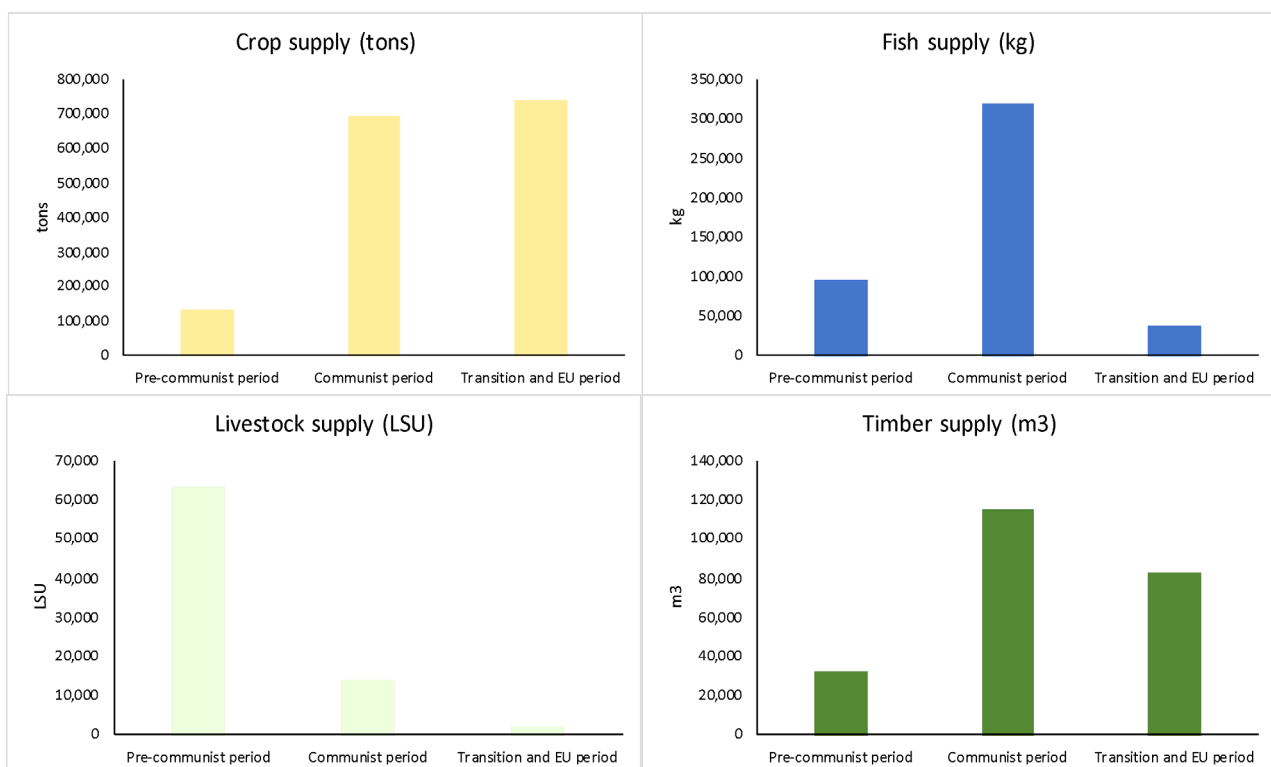 Crop supply (tons)
800,000
700,000
600,000
500,000
400,000
300,000
200,000
100,000
0
tons
Pre-communist period Communist period Transition and EU period
Fish supply (kg)
350,000
300,000
250,000
200,000
150,000
100,000
50,000
0
kg
Pre-communist period Communist period Transition and EU period
Livestock supply (LSU)
70,000
60,000
50,000
40,000
30,000
20,000
10,000
0
LSU
Pre-communist period Communist period Transition and EU period
Timber supply (m3)
140,000
120,000
100,000
80,000
60,000
40,000
20,000
0
m3
Pre-communist period Communist period Transition and EU period